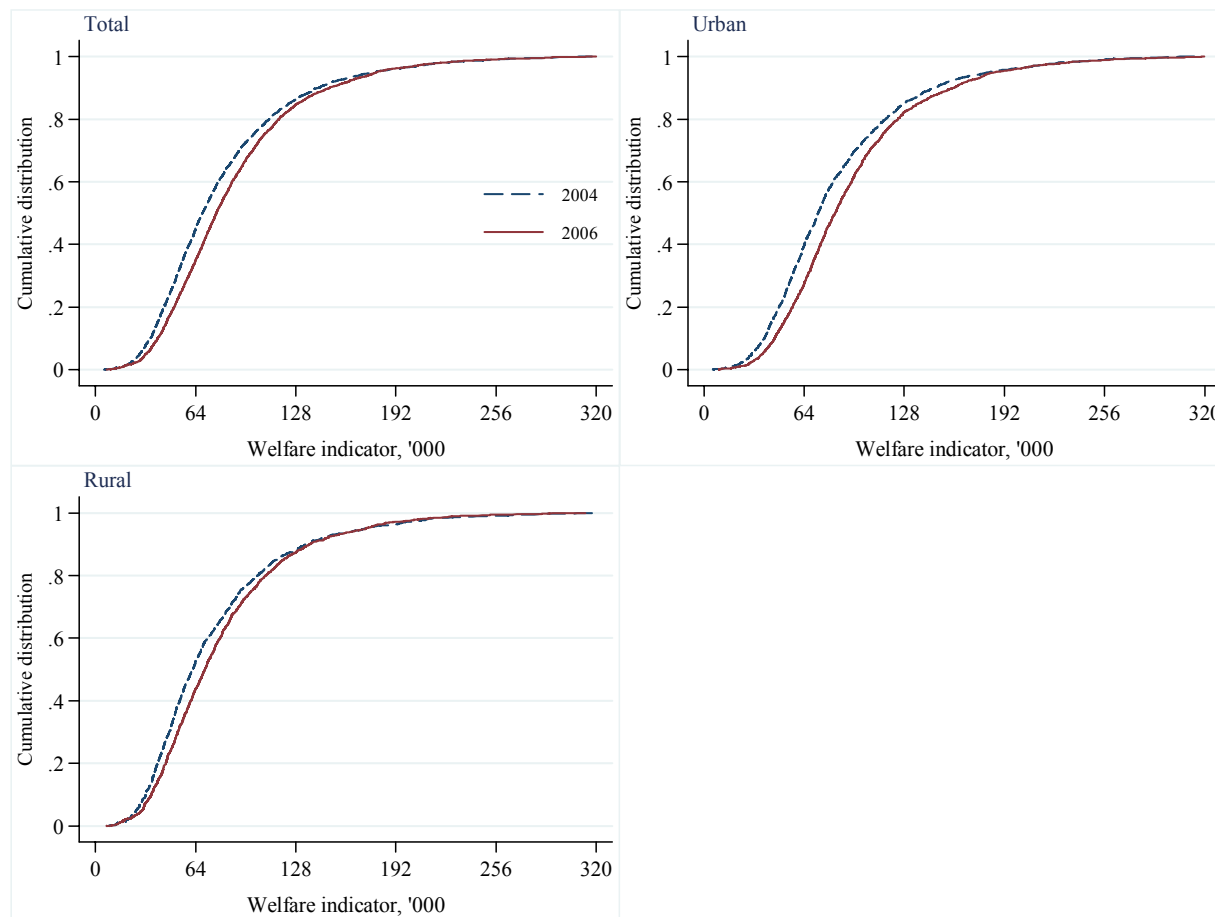 Total
Cumulative distribution
1
.8
.6
.4
.2
0
0 64 128 192 256 320
Welfare indicator, '000
2004
2006
Urban
Cumulative distribution
1
.8
.6
.4
.2
0
0 64 128 192 256 320
Welfare indicator, '000
Rural
Cumulative distribution
1
.8
.6
.4
.2
0
0 64 128 192 256 320
Welfare indicator, '000